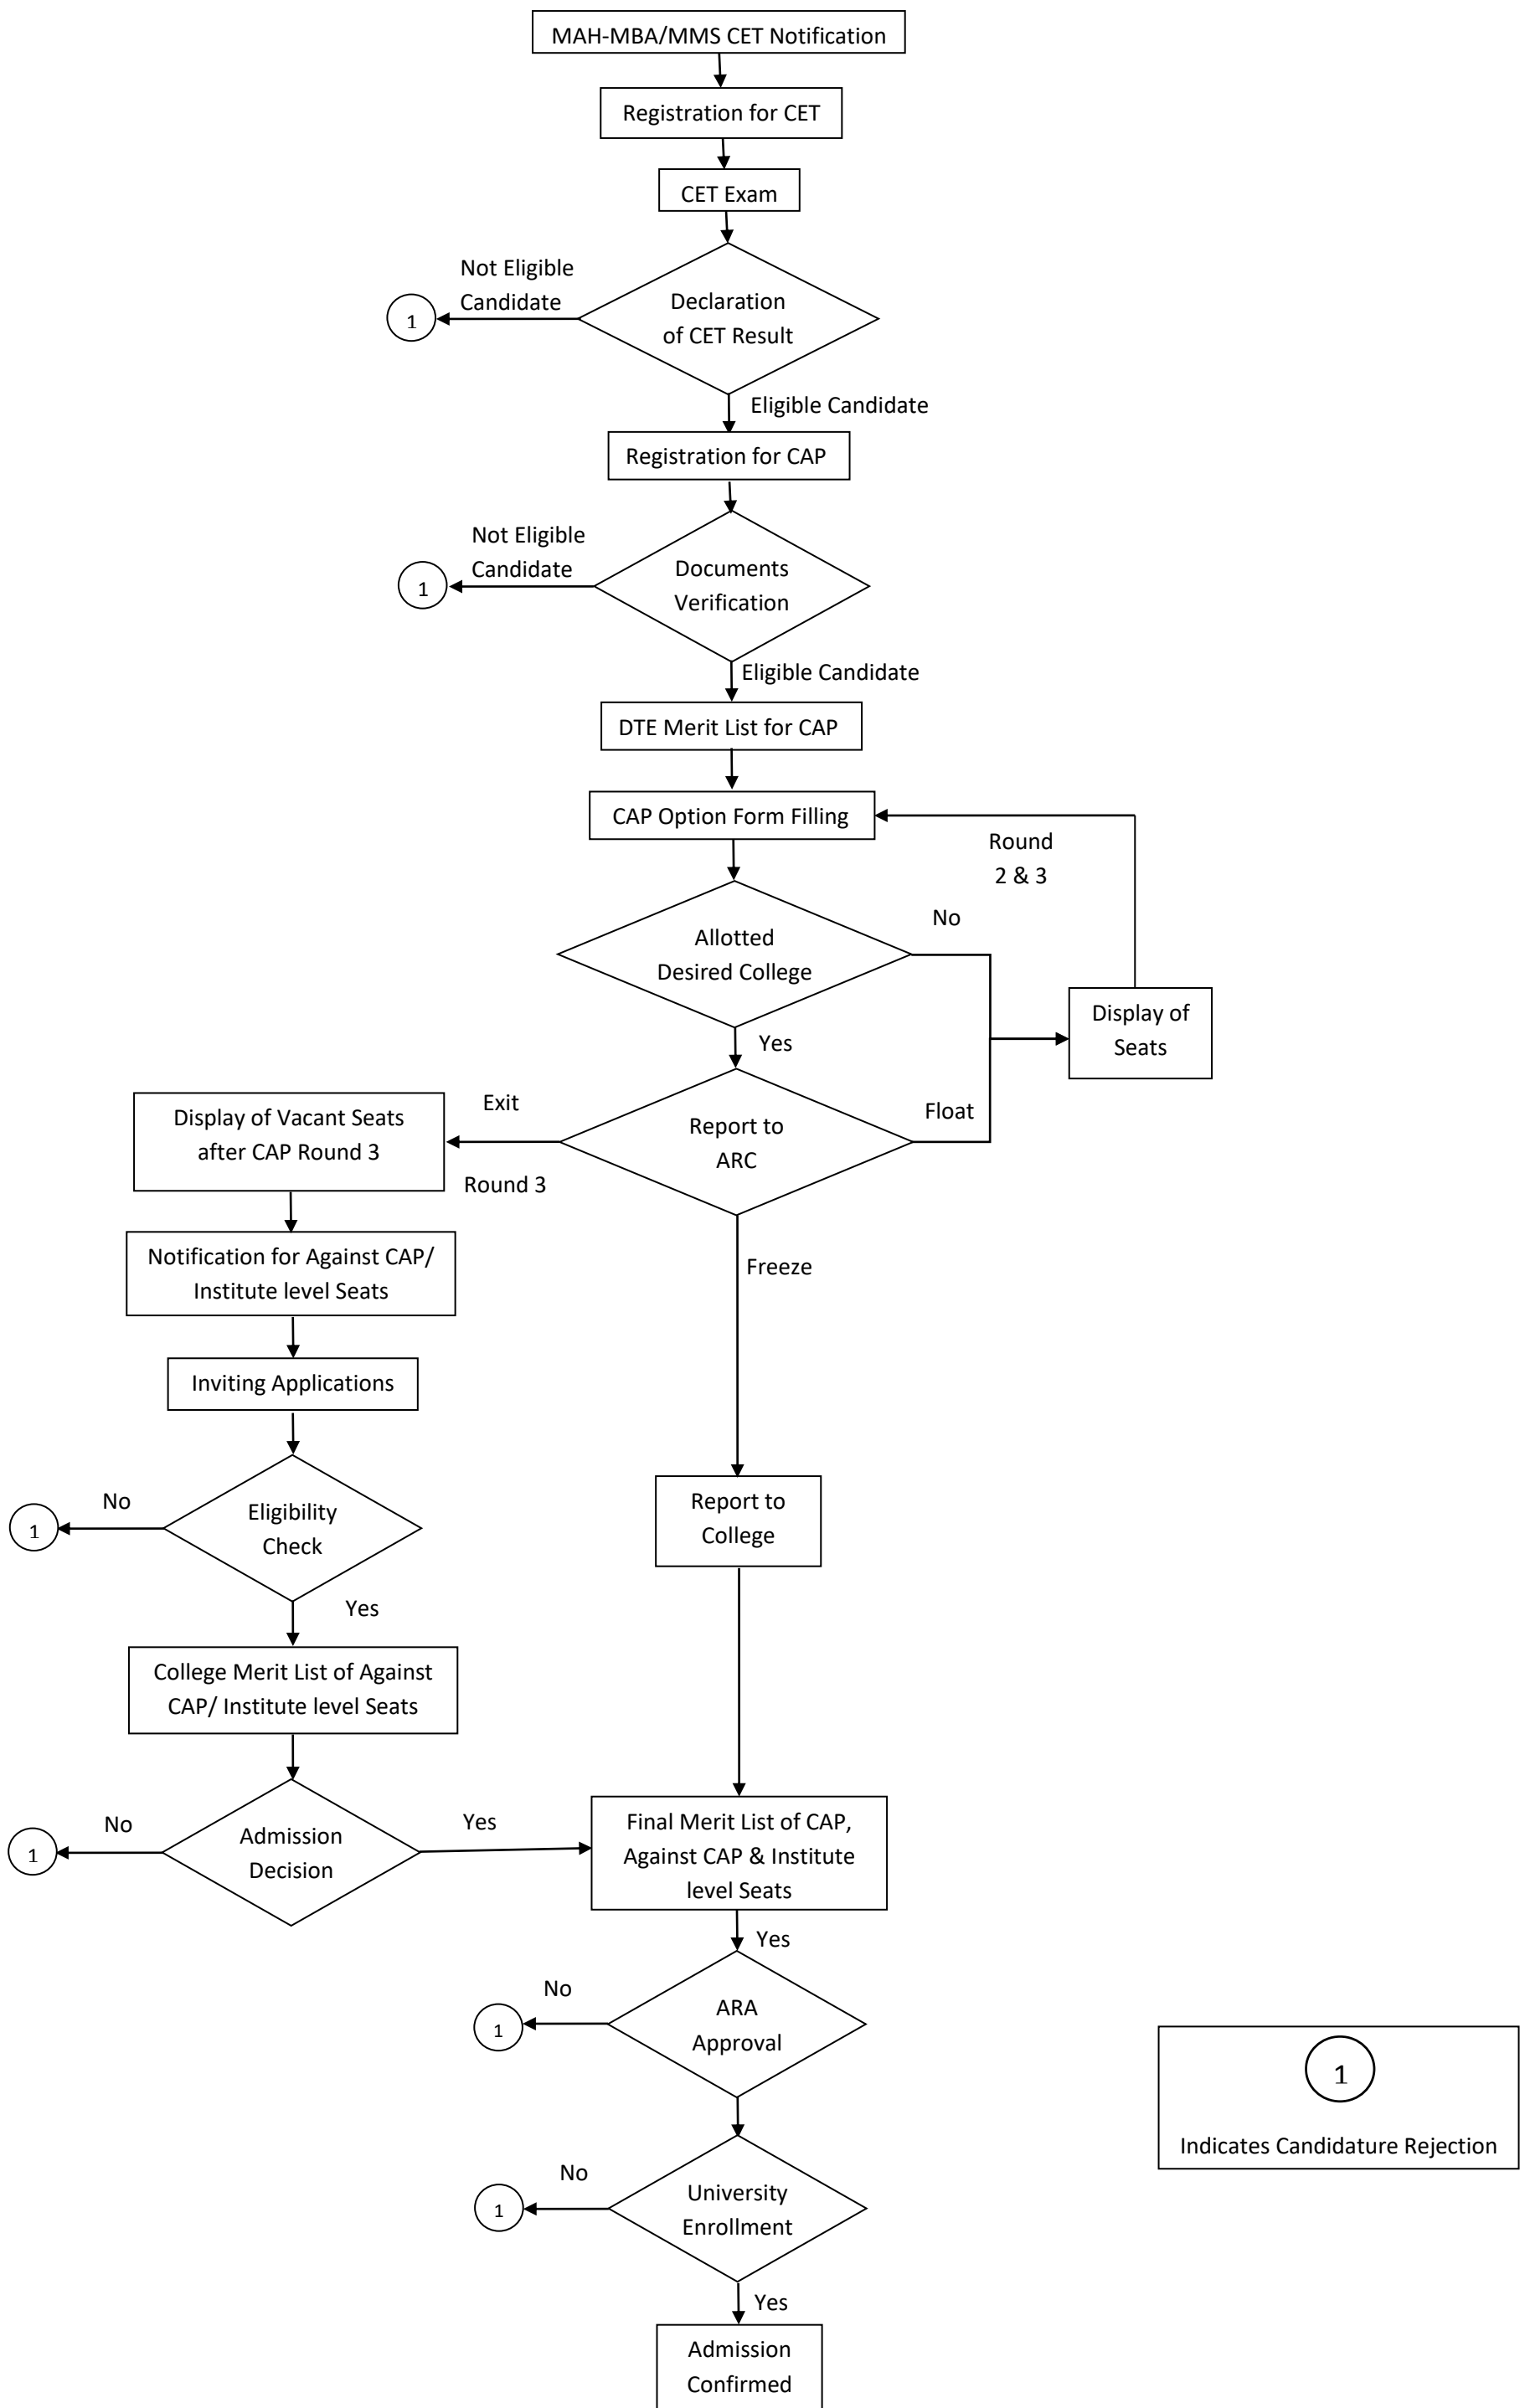 MAH-MBA/MMS CET Notification
Registration for CET
CET Exam
Not Eligible
Candidate
1
Declaration
of CET Result
Eligible Candidate
Registration for CAP
Not Eligible
Candidate
1
Documents
Verification
Eligible Candidate
DTE Merit List for CAP
CAP Option Form Filling
Round
2 & 3
No
Allotted
Desired College
Display of
Seats
Yes
Exit
Display of Vacant Seats
after CAP Round 3
Report to
ARC
Float
Round 3
Notification for Against CAP/
Institute level Seats
Freeze
Inviting Applications
No
1
Eligibility
Check
Report to
College
Yes
College Merit List of Against
CAP/ Institute level Seats
No
1
Admission
Decision
Yes
Final Merit List of CAP,
Against CAP & Institute
level Seats
Yes
No
1
ARA
Approval
1
Indicates Candidature Rejection
No
1
University
Enrollment
Yes
Admission
Confirmed